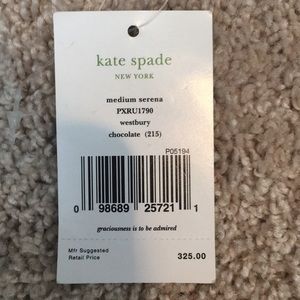 kate spade
NEW YORK
medium serena
PXRU1790
westbury
chocolate (215)
P05194
0 98689 25721 1
graciousness is to be admired
Mfr Suggested
Retail Price 325.00